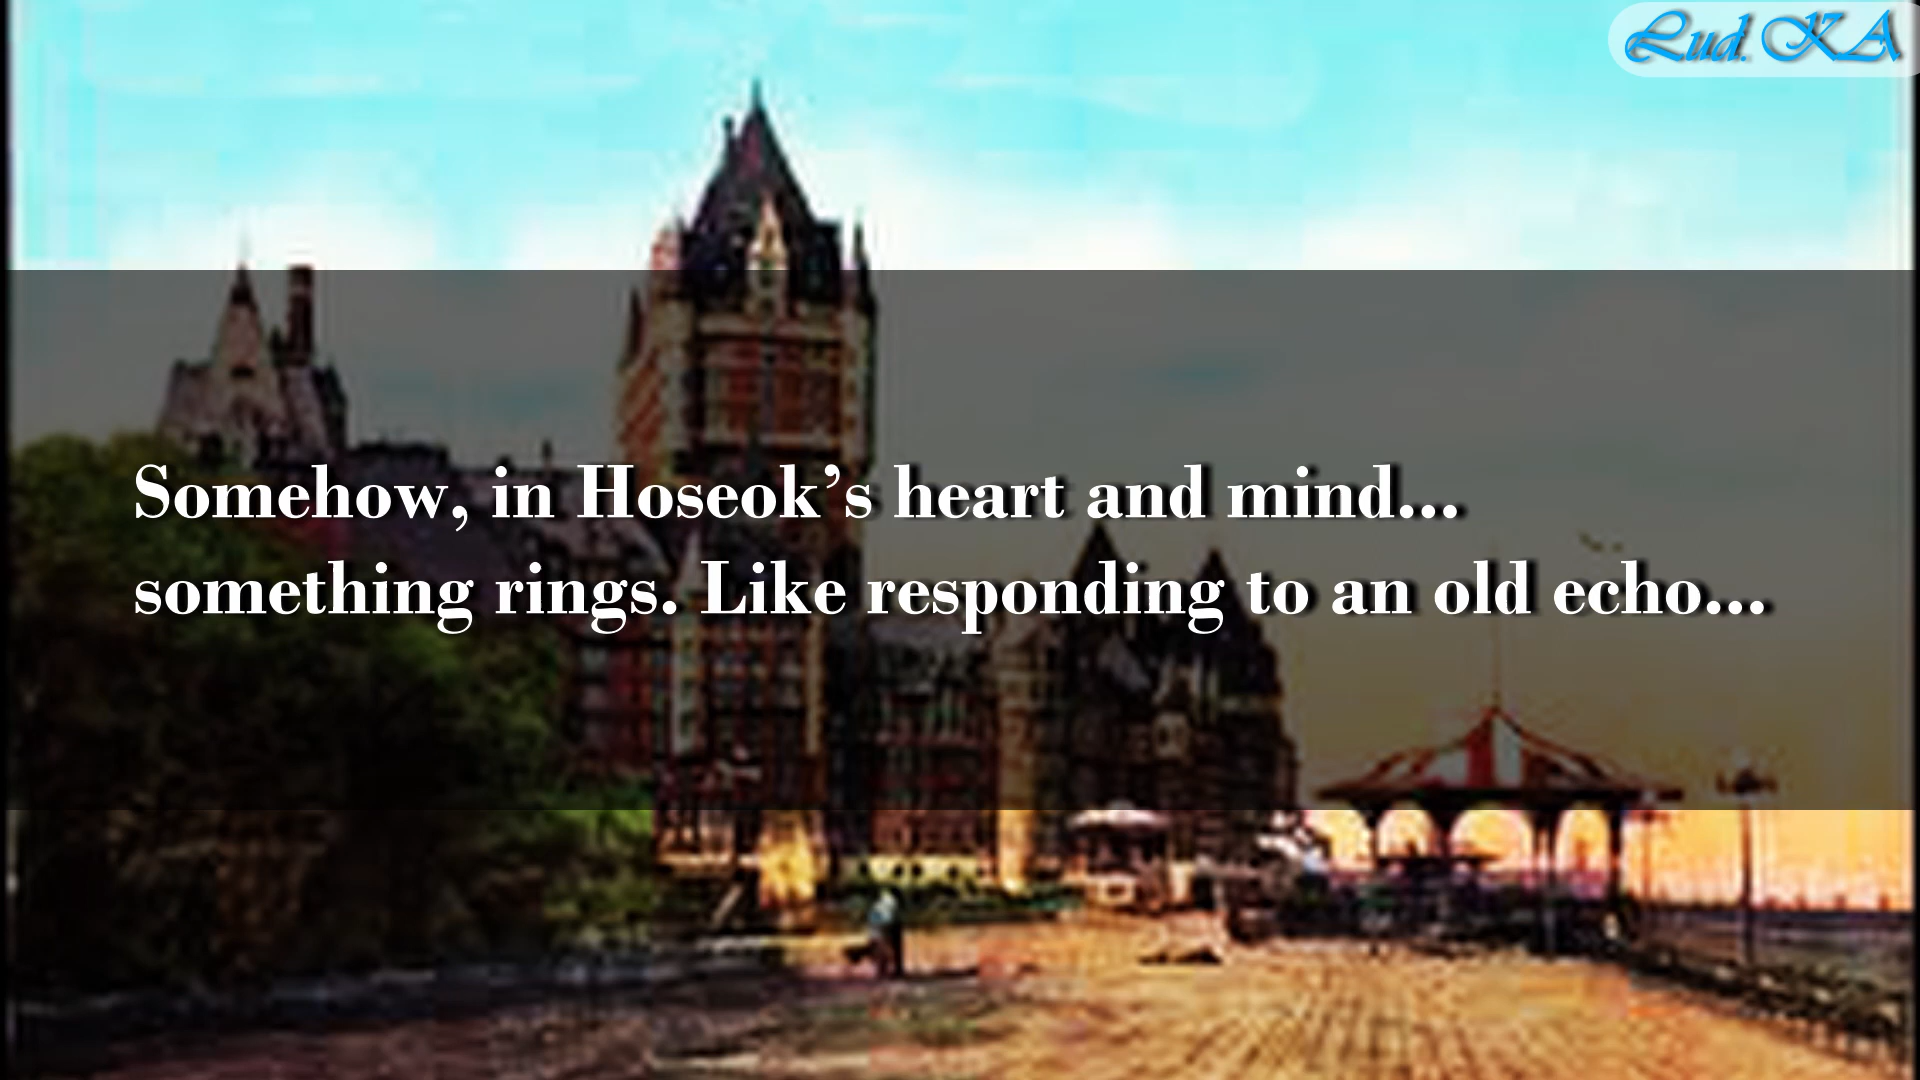 Lud. KA
Somehow, in Hoseok’s heart and mind...
something rings. Like responding to an old echo...